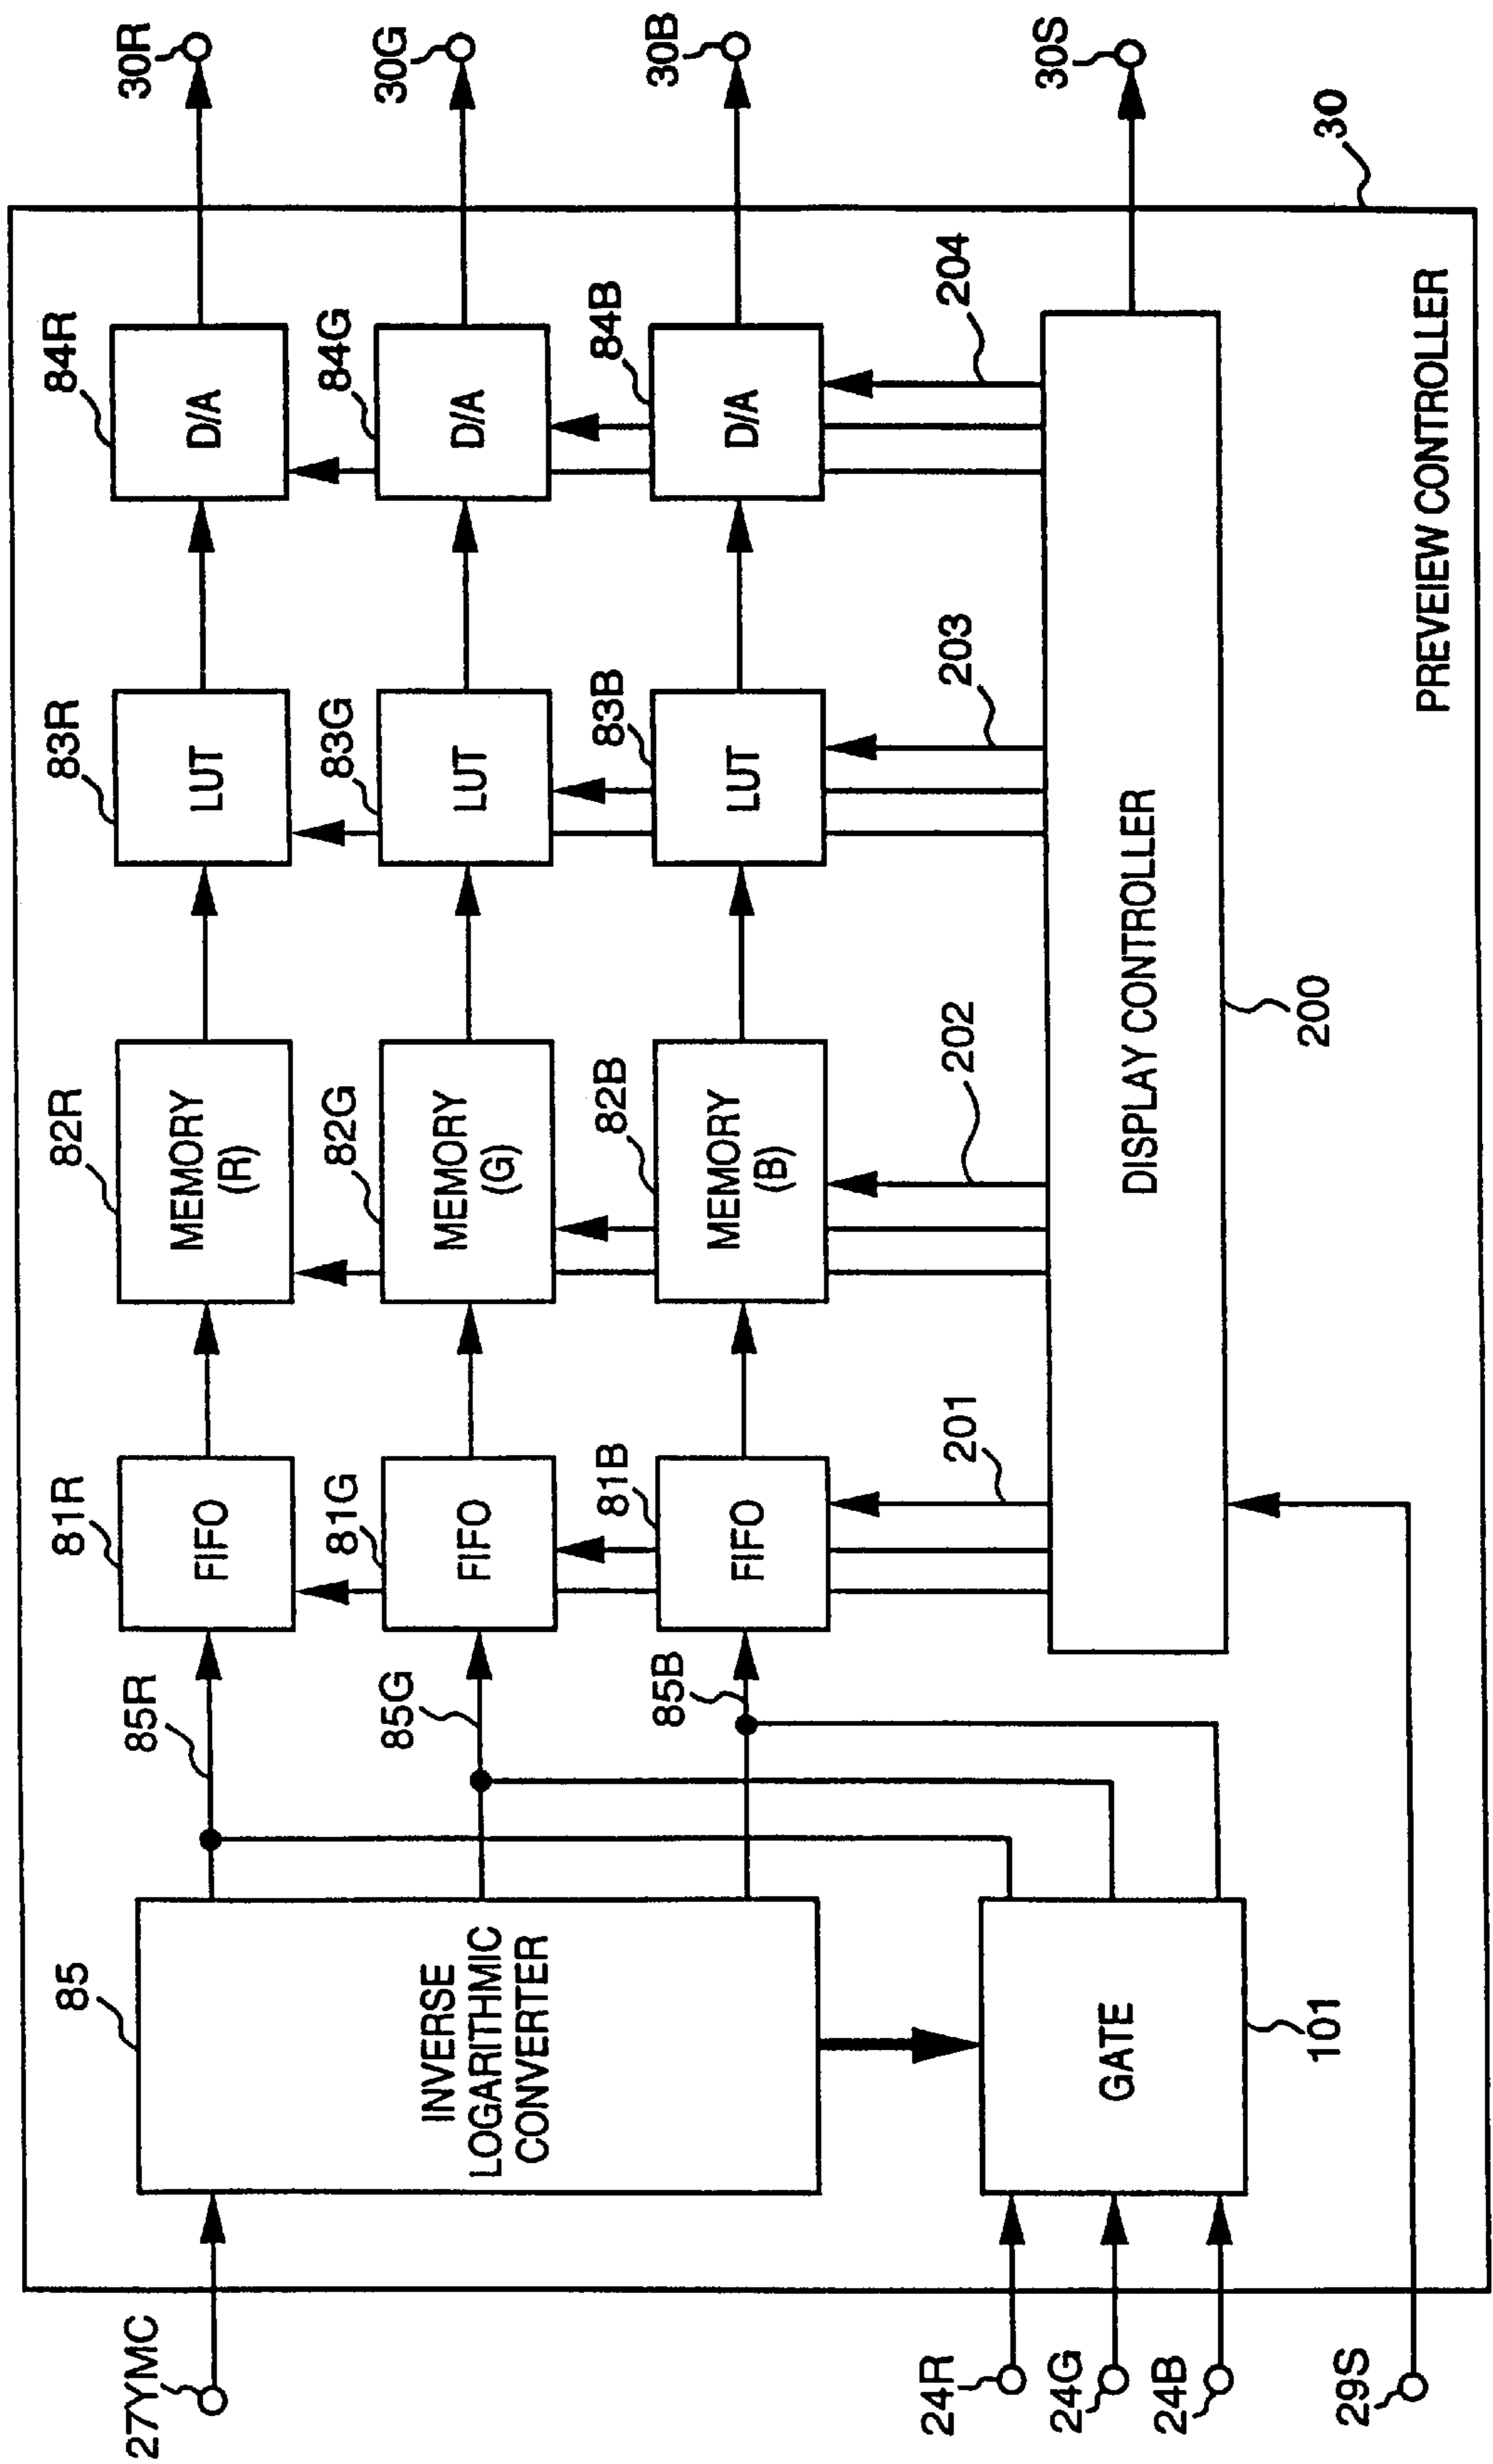 27YMC
85
INVERSE
LOGARITHMIC
CONVERTER
85R
81R
FIFO
82R
MEMORY
(R)
83R
LUT
84R
D/A
30R
85G
81G
FIFO
82G
MEMORY
(G)
83G
LUT
84G
D/A
30G
85B
81B
FIFO
82B
MEMORY
(B)
83B
LUT
84B
D/A
30B
24R
24G
24B
GATE
101
201
202
203
204
DISPLAY CONTROLLER
200
30S
29S
PREVEIEW CONTROLLER
30